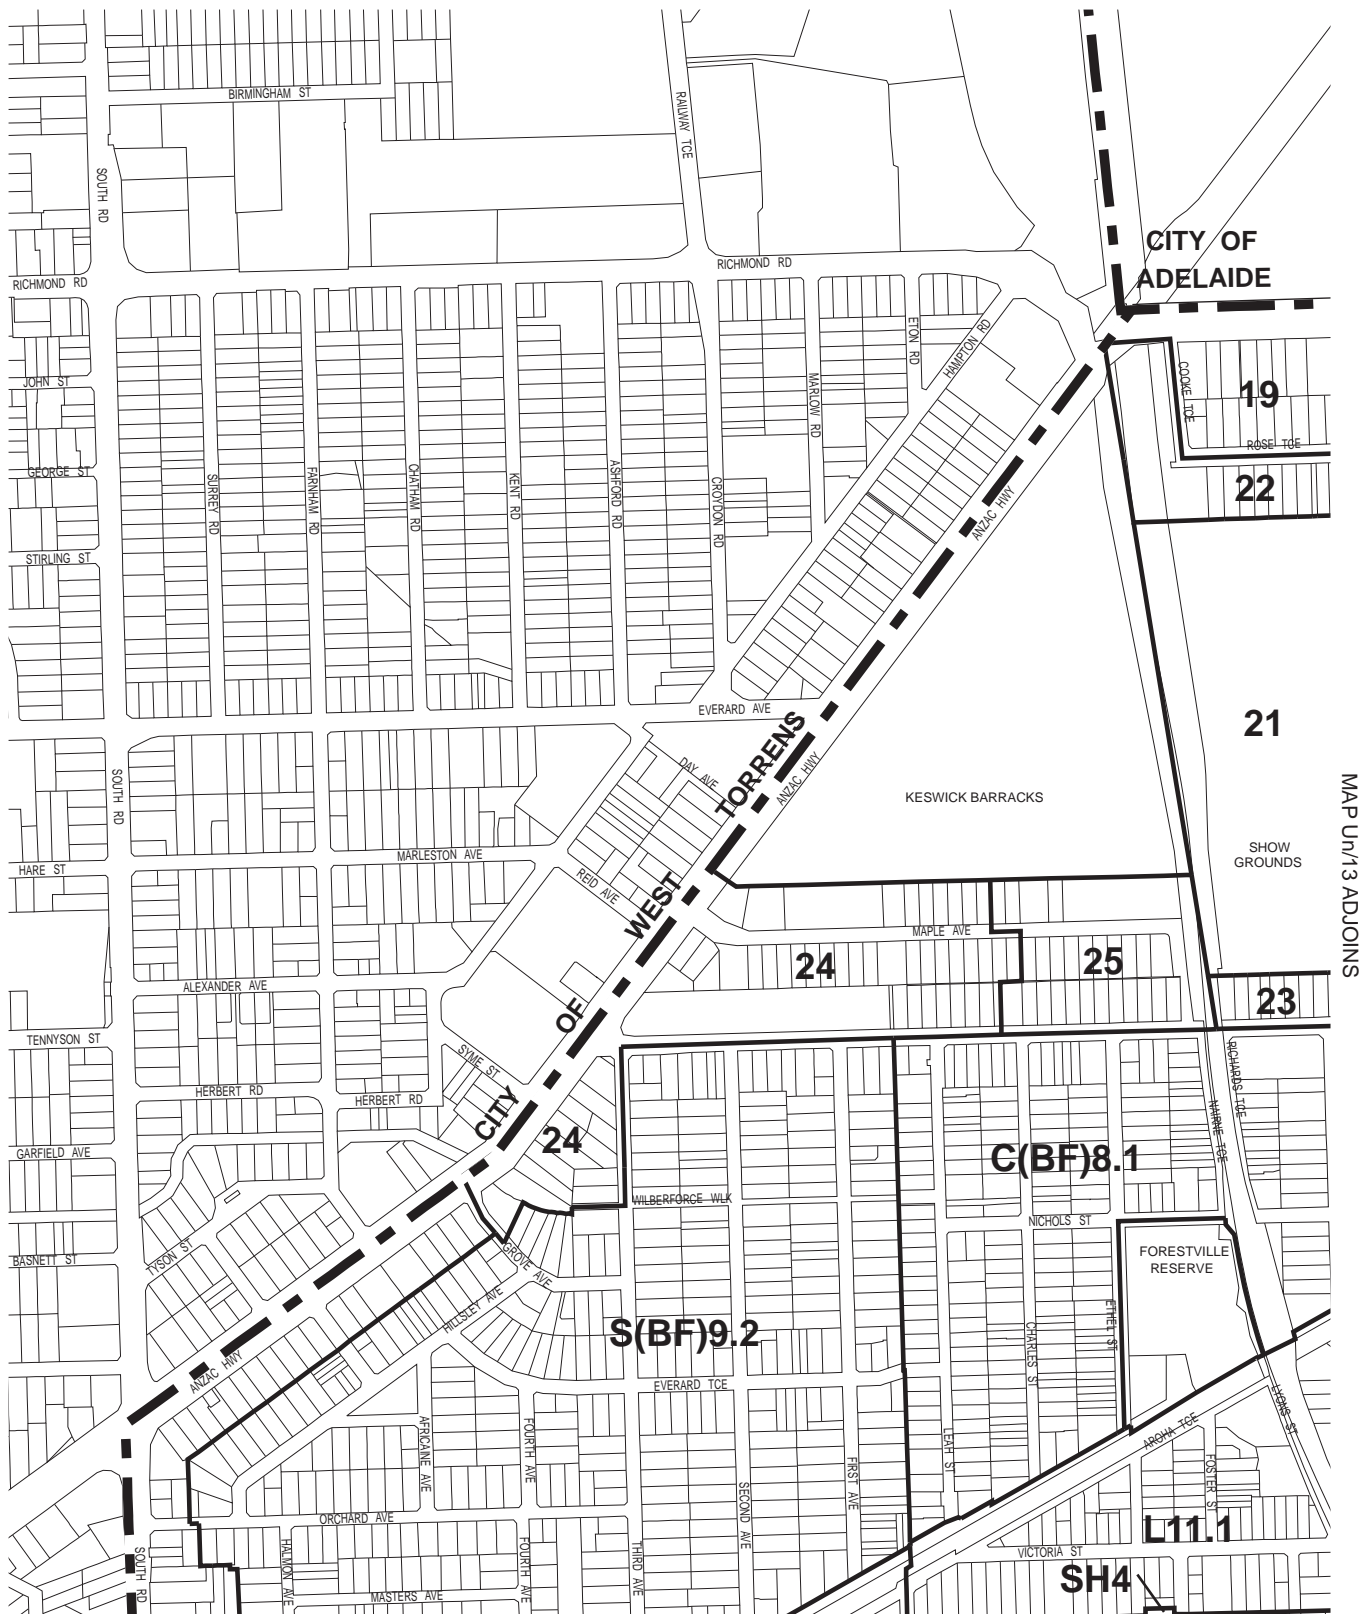 BIRMINGHAM ST
RAILWAY TCE
SOUTH RD
CITY OF
ADELAIDE
RICHMOND RD
RICHMOND RD
ETON RD
HAMPTON RD
JOHN ST
MARLOW RD
COOKE TCE
19
ROSE TCE
GEORGE ST
SURREY RD
FARNHAM RD
CHATHAM RD
KENT RD
ASHFORD RD
CROYDON RD
22
ANZAC HWY
STIRLING ST
EVERARD AVE
21
SOUTH RD
DAY AVE
ANZAC HWY
KESWICK BARRACKS
MAP Un/13 ADJOINS
SHOW
GROUNDS
HARE ST
MARLESTON AVE
REID AVE
CITY OF WEST TORRENS
MAPLE AVE
24
25
23
ALEXANDER AVE
TENNYSON ST
SYME ST
RICHARDS TCE
NAIRNE TCE
HERBERT RD
HERBERT RD
24
C(BF)8.1
GARFIELD AVE
WILBERFORCE WLK
NICHOLS ST
FORESTVILLE
RESERVE
BASNETT ST
TYSON ST
GROVE AVE
HILLSLEY AVE
S(BF)9.2
ETHEL ST
CHARLES ST
ANZAC HWY
EVERARD TCE
LYONS ST
AFRICAINE AVE
FOURTH AVE
LEAH ST
AROHA TCE
FIRST AVE
FOSTER ST
SECOND AVE
ORCHARD AVE
L11.1
SOUTH RD
HALMON AVE
FOURTH AVE
THIRD AVE
VICTORIA ST
SH4
MASTERS AVE